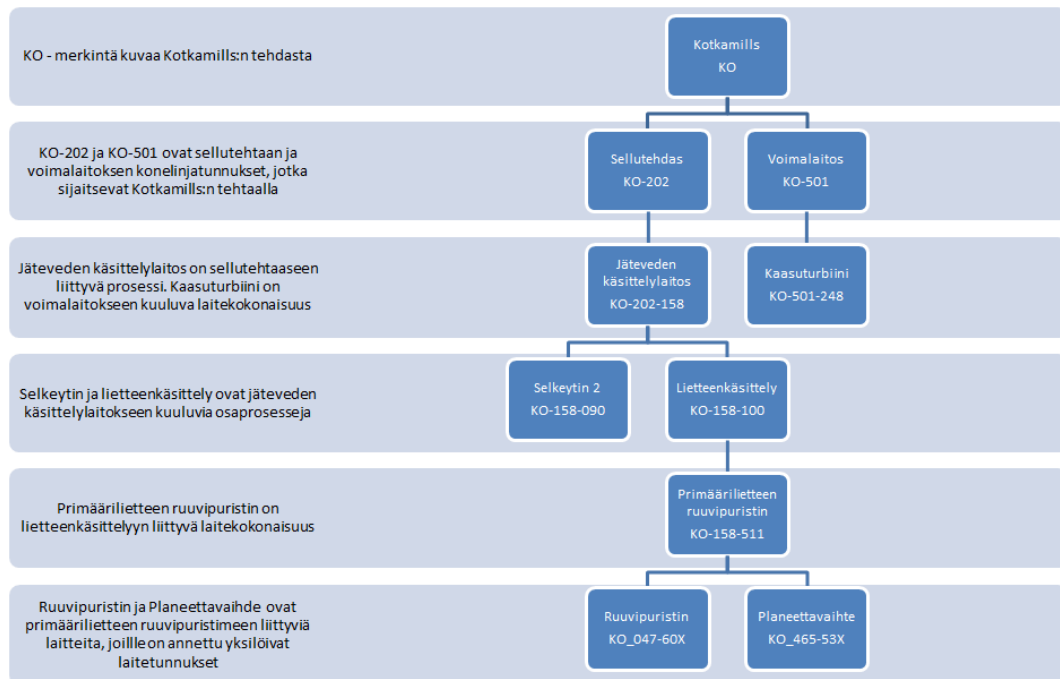 KO - merkintä kuvaa Kotkamills:n tehdasta
Kotkamills
KO
KO-202 ja KO-501 ovat sellutehtaan ja
voimalaitoksen konelinjatunnukset, jotka
sijaitsevat Kotkamills:n tehtaalla
Sellutehdas
KO-202
Voimalaitos
KO-501
Jäteveden käsittelylaitos on sellutehtaaseen
liittyvä prosessi. Kaasuturbiini on
voimalaitokseen kuuluva laitekokonaisuus
Jäteveden
käsittelylaitos
KO-202-158
Kaasuturbiini
KO-501-248
Selkeytin ja lietteenkäsittely ovat jäteveden
käsittelylaitokseen kuuluvia osaprosesseja
Selkeytin 2
KO-158-090
Lietteenkäsittely
KO-158-100
Primäärilietteen ruuvipuristin on
lietteenkäsittelyyn liittyvä laitekokonaisuus
Primäärilietteen
ruuvipuristin
KO-158-511
Ruuvipuristin ja Planeettavaihde ovat
primäärilietteen ruuvipuristimeen liittyviä
laitteita, joillle on annettu yksilöivat
laitetunnukset
Ruuvipuristin
KO_047-60X
Planeettavaihte
KO_465-53X